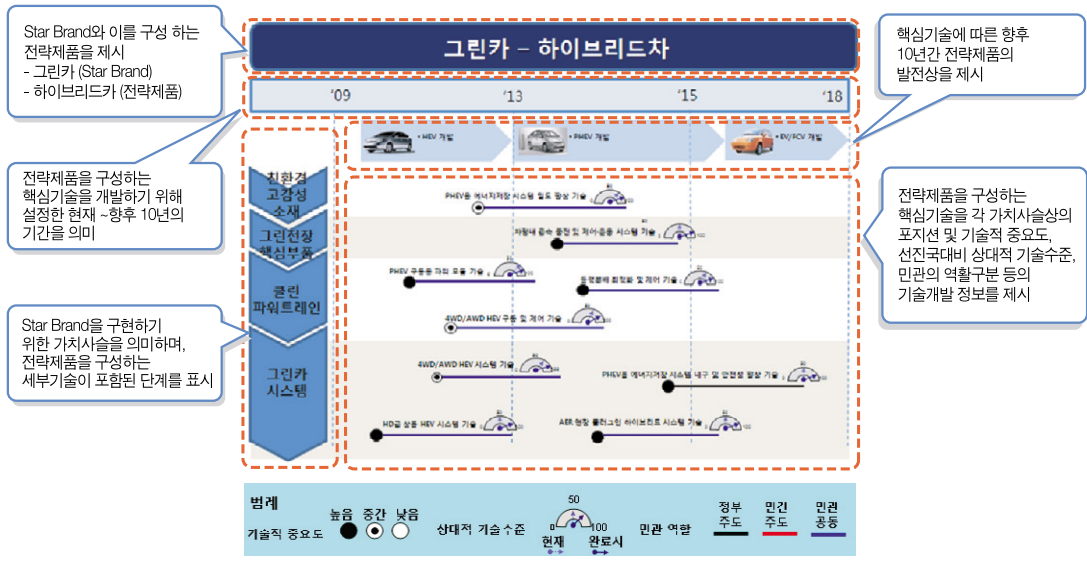 Star Brand와 이를 구성 하는
전략제품을 제시
- 그린카 (Star Brand)
- 하이브리드카 (전략제품)
그린카 – 하이브리드차
핵심기술에 따른 향후
10년간 전략제품의
발전상을 제시
‘09
‘13
‘15
‘18
• HEV 개발
• PHEV 개발
• EV/FCV 개발
전략제품을 구성하는
핵심기술을 개발하기 위해
설정한 현재 ~향후 10년의
기간을 의미
친환경
고감성
소재
그린전장
핵심부품
클린
파워트레인
그린카
시스템
PHEV용 에너지저장 시스템 밀도 향상 기술
시스템 기술
PHEV 구동용 파워 모듈 기술
동력분배 최적화 및 제어 기술
4WD/AWD HEV 구동 및 제어 기술
4WD/AWD HEV 시스템 기술
PHEV용 에너지저장 시스템 내구 및 안전성 향상 기술
HD급 상용 HEV 시스템 기술
AER 연장 플러그인 하이브리드 시스템 기술
전략제품을 구성하는
핵심기술을 각 가치사슬상의
포지션 및 기술적 중요도,
선진국대비 상대적 기술수준,
민관의 역활구분 등의
기술개발 정보를 제시
Star Brand을 구현하기
위한 가치사슬을 의미하며,
전략제품을 구성하는
세부기술이 포함된 단계를 표시
범례
기술적 중요도
높음 중간 낮음
상대적 기술수준
50
0 100
현재 완료시
민관 역할
정부
주도
민간
주도
민관
공동